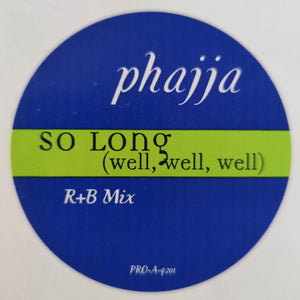 phajja
so Long
(well, well, well)
R+B Mix
PRO-A-9201